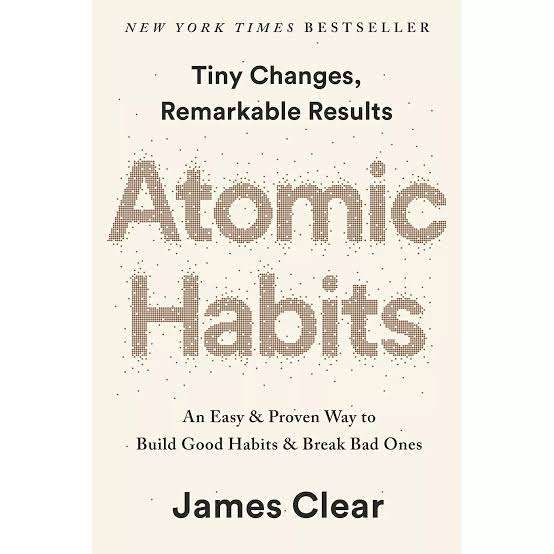 NEW YORK TIMES BESTSELLER
Tiny Changes,
Remarkable Results
Atomic
Habits
An Easy & Proven Way to
Build Good Habits & Break Bad Ones
James Clear